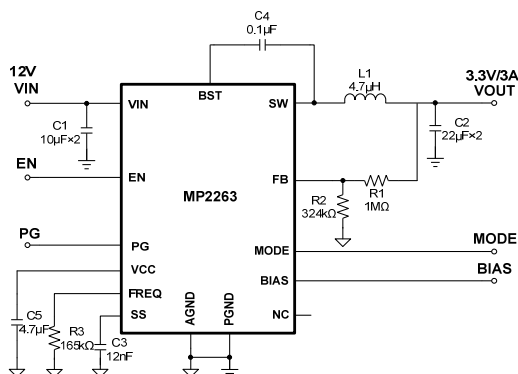 C4
0.1µF
12V
VIN
BST
VIN
SW
L1
4.7µH
3.3V/3A
VOUT
C1
10µF×2
C2
22µF×2
EN
EN
FB
MP2263
R1
1MΩ
R2
324kΩ
PG
PG
MODE
MODE
VCC
BIAS
BIAS
FREQ
SS
AGND
PGND
NC
C5
4.7µF
R3
165kΩ
C3
12nF